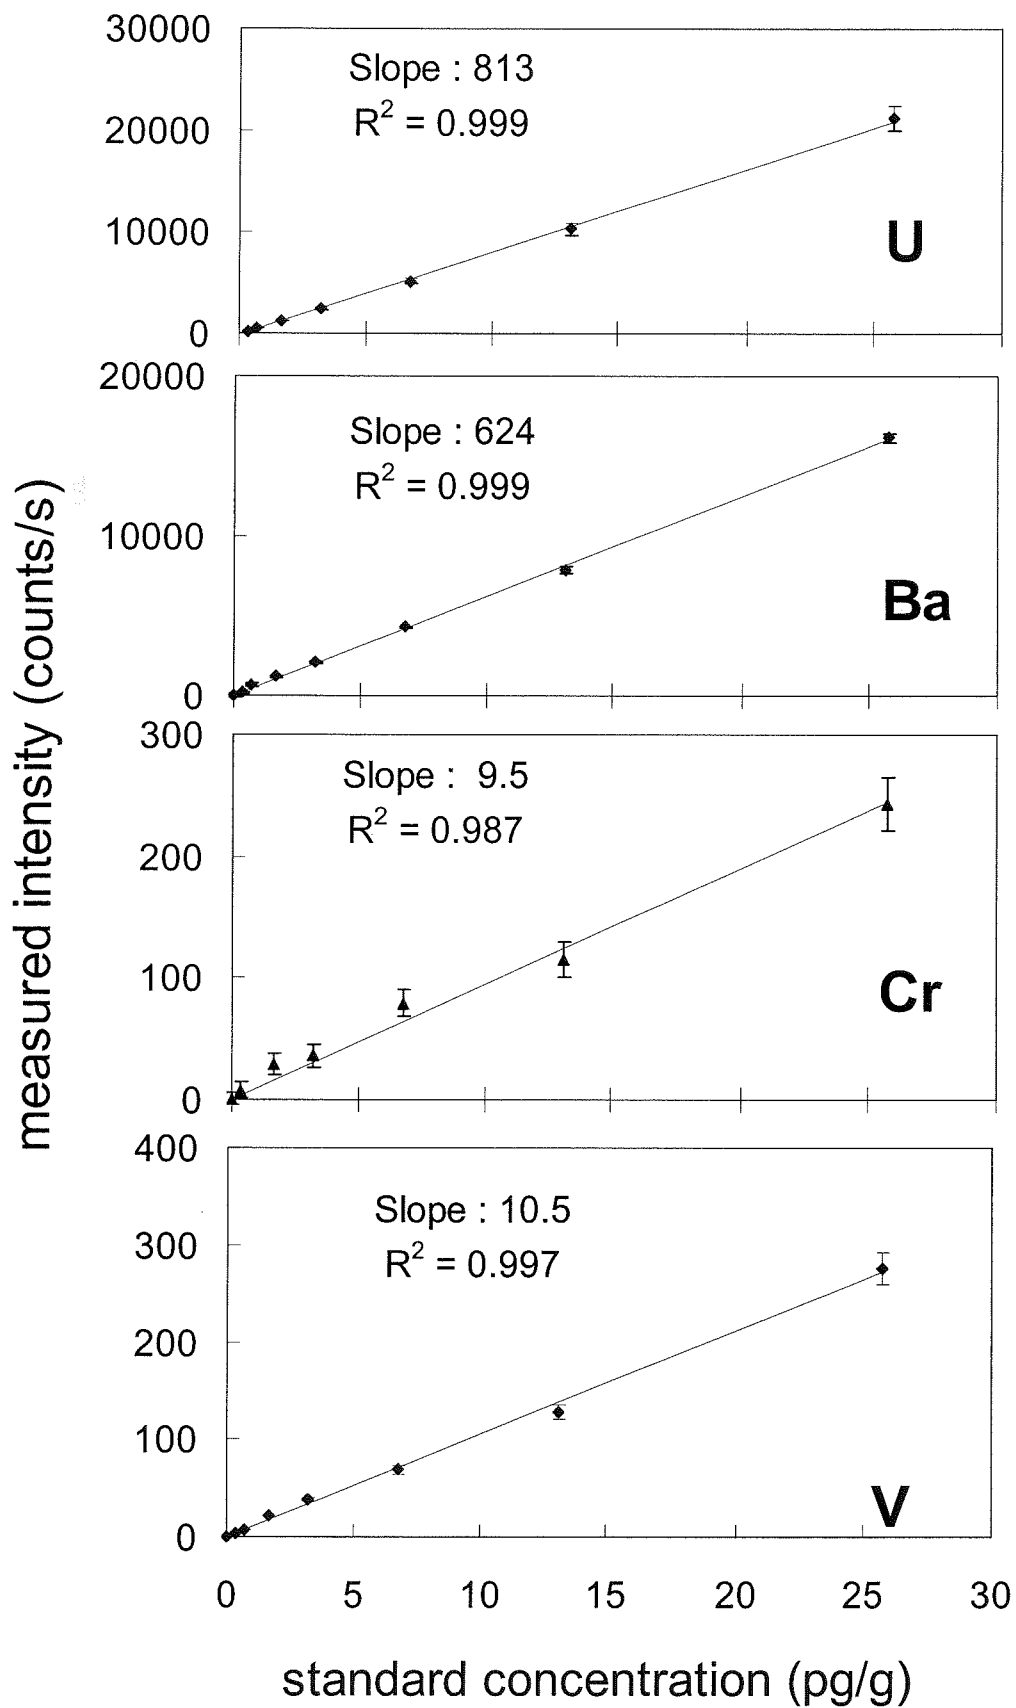 30000
Slope : 813
R² = 0.999
20000
10000
U
0
20000
Slope : 624
R² = 0.999
10000
Ba
0
300
Slope : 9.5
R² = 0.987
200
100
Cr
0
400
Slope : 10.5
R² = 0.997
300
200
100
V
0
0 5 10 15 20 25 30
standard concentration (pg/g)
measured intensity (counts/s)